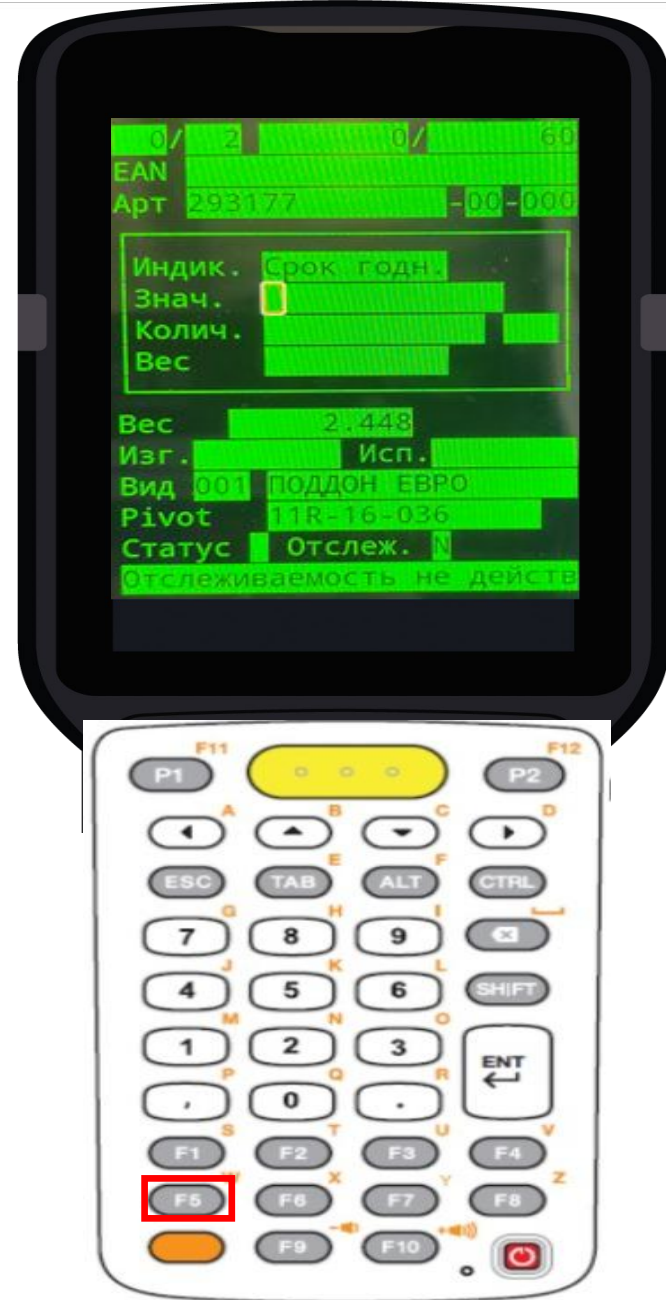 0/ 2 0/ 60
EAN
Арт 293177 -00-000
Индик. Срок годн.
Знач.
Колич.
Вес
Вес 2.448
Изг. Исп.
Вид 001 ПОДДОН ЕВРО
Pivot 11R-16-036
Статус Отслеж. N
Отслеживаемость не действ
F11 F12
P1 P2
A B C D
E F
ESC TAB ALT CTRL
G H I
7 8 9
J K L
4 5 6 SHIFT
M N O
1 2 3 ENT
P Q R
, 0 .
S T U V
F1 F2 F3 F4
W X Y Z
F5 F6 F7 F8
F9 F10